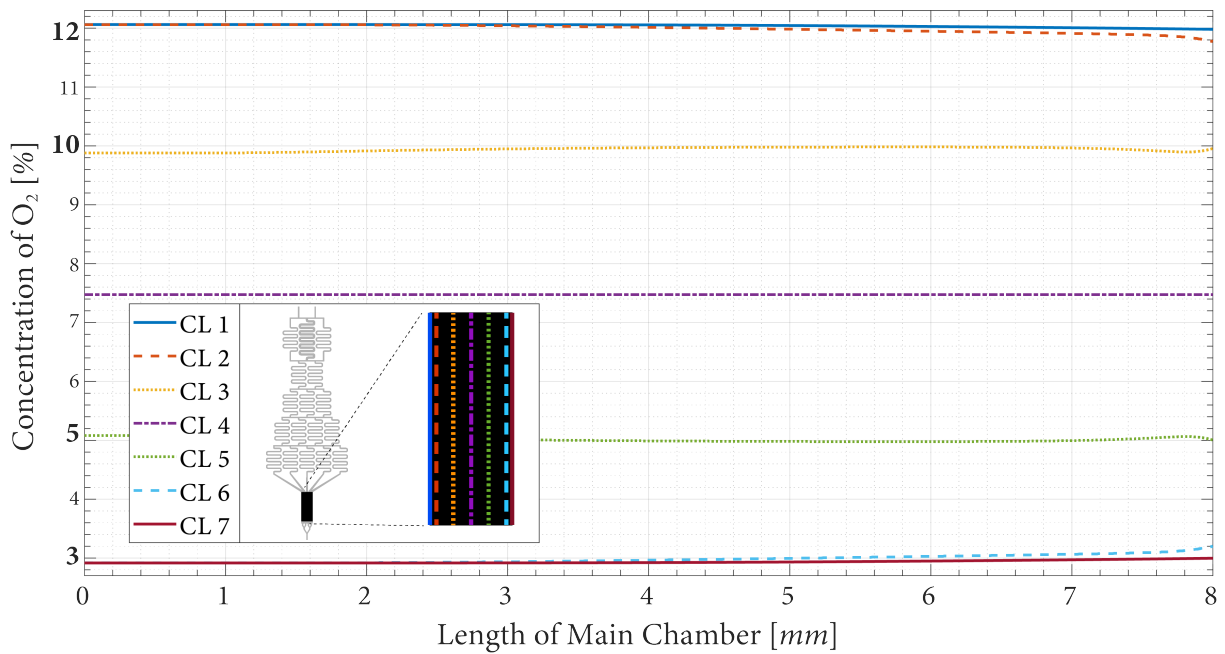 Concentration of O₂ [%]
12
11
10
9
8
7
6
5
4
3
CL 1
CL 2
CL 3
CL 4
CL 5
CL 6
CL 7
0 1 2 3 4 5 6 7 8
Length of Main Chamber [mm]